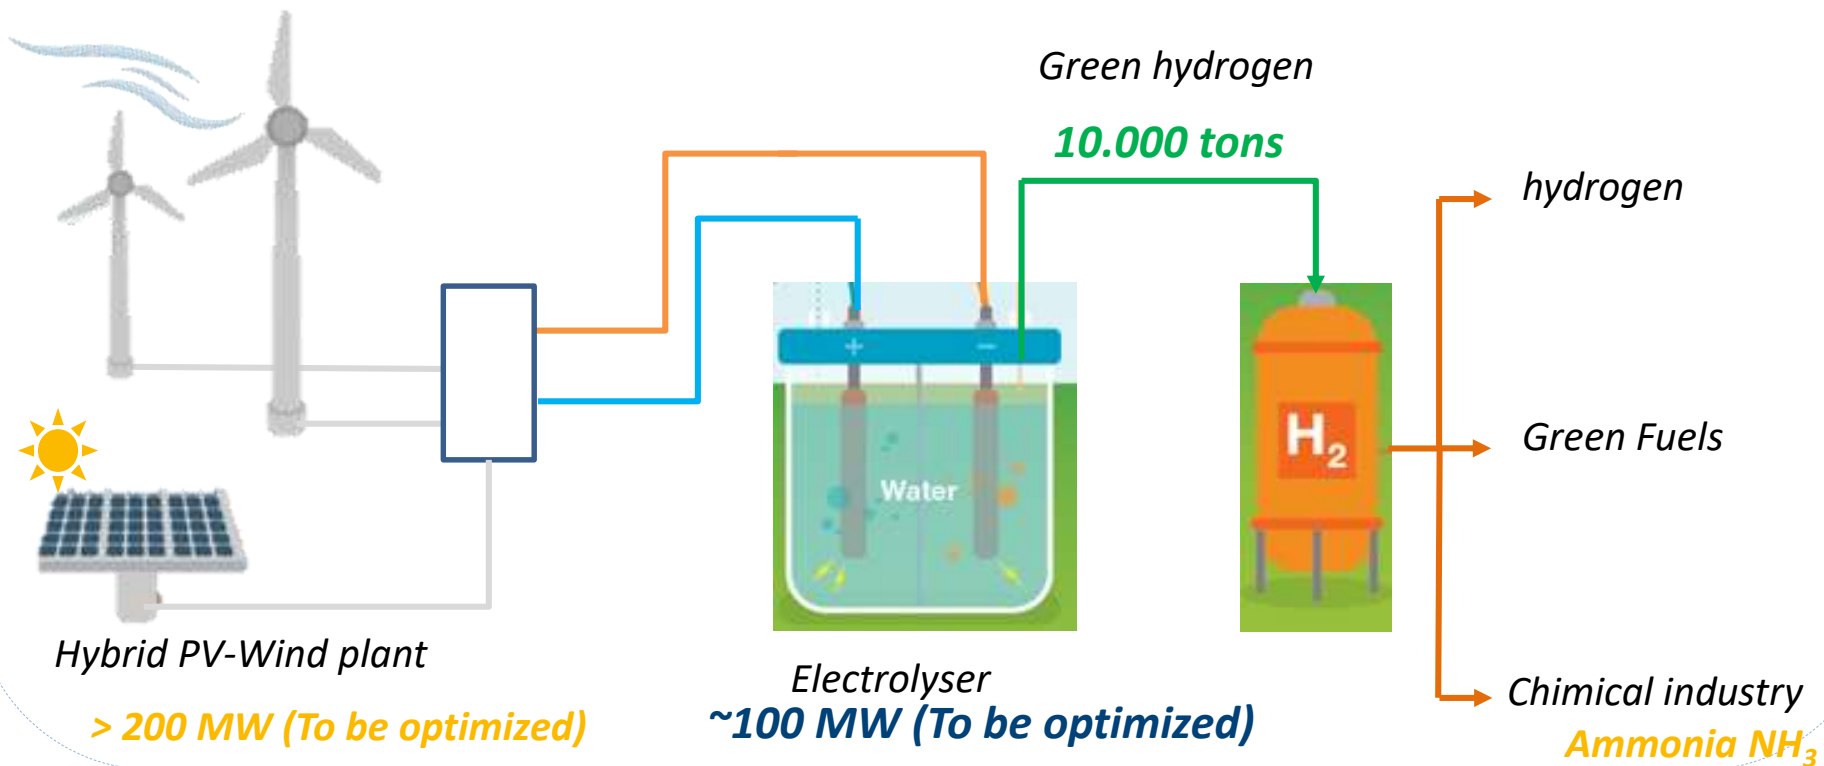 Green hydrogen
10.000 tons
hydrogen
+ −
H₂
Green Fuels
Water
Hybrid PV-Wind plant
> 200 MW (To be optimized)
Electrolyser
~100 MW (To be optimized)
Chimical industry
Ammonia NH₃